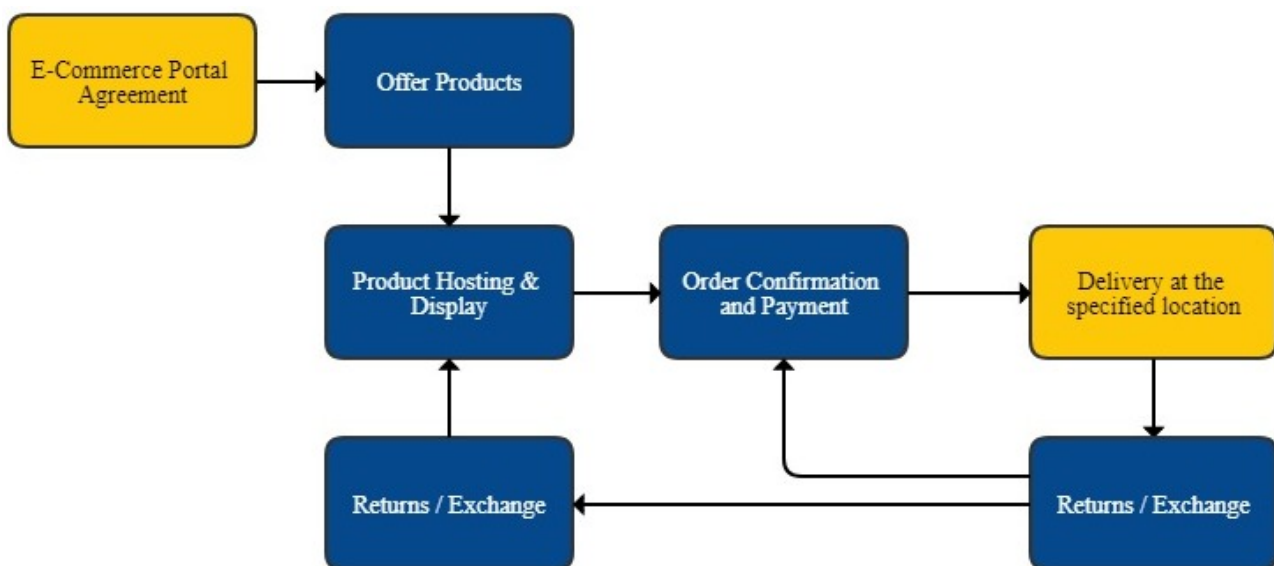 E-Commerce Portal
Agreement
Offer Products
Product Hosting &
Display
Order Confirmation
and Payment
Delivery at the
specified location
Returns / Exchange
Returns / Exchange